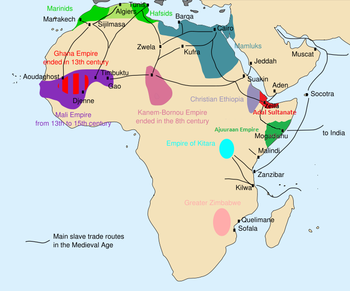 Marinids
Tunis
Algiers
Hafsids
Marrakech
Sijilmasa
Barqa
Cairo
Ghana Empire
ended in 13th century
Zwela
Kufra
Mamluks
Muscat
Jeddah
Aoudaghost
Timbuktu
Gao
Suakin
Aden
Socotra
Djenne
Christian Ethiopia
Zeila
Adal Sultanate
Mali Empire
from 13th to 15th century
Kanem-Bornou Empire
ended in the 8th century
Ajuuraan Empire
Mogadishu
to India
Empire of Kitara
Malindi
Zanzibar
Kilwa
Greater Zimbabwe
Quelimane
Sofala
Main slave trade routes
in the Medieval Age